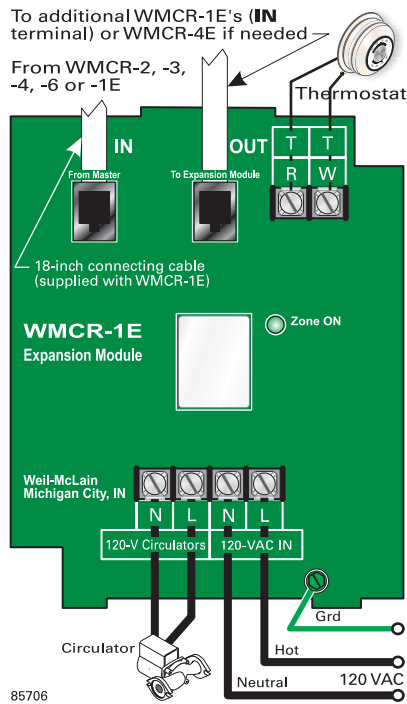 To additional WMCR-1E's (IN
terminal) or WMCR-4E if needed
From WMCR-2, -3,
-4, -6 or -1E
Thermostat
IN
OUT
T T
From Master
To Expansion Module
R W
18-inch connecting cable
(supplied with WMCR-1E)
WMCR-1E
Expansion Module
Zone ON
Weil-McLain
Michigan City, IN
N L N L
120-V Circulators
120-VAC IN
Grd
Circulator
Hot
Neutral
120 VAC
85706